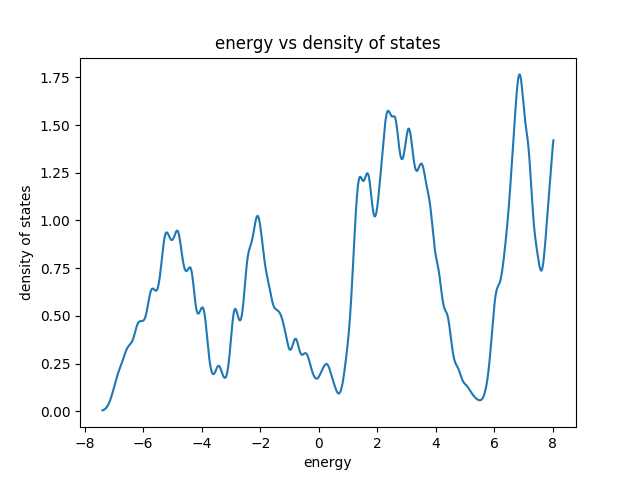 energy vs density of states
density of states
1.75
1.50
1.25
1.00
0.75
0.50
0.25
0.00
−8 −6 −4 −2 0 2 4 6 8
energy